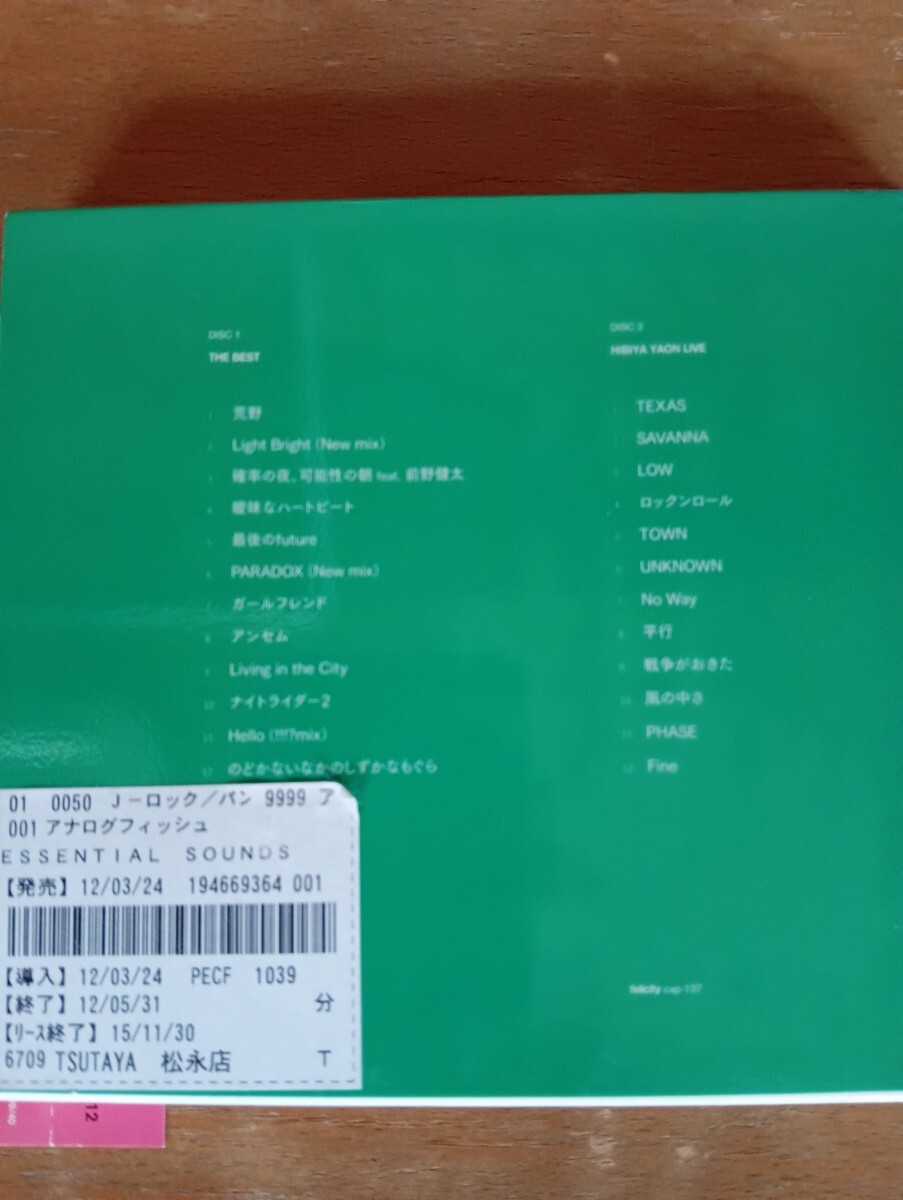 DISC 1
THE BEST
荒野
Light Bright (New mix)
確率の夜、可能性の朝 feat. 前野健太
曖昧なハートビート
最後のfuture
PARADOX (New mix)
ガールフレンド
アンセム
Living in the City
10 ナイトライダー2
11 Hello (!!!!?mix)
12 のどかないなかのしずかなもぐら
DISC 2
HIBIYA YAON LIVE
TEXAS
SAVANNA
LOW
ロックンロール
TOWN
UNKNOWN
No Way
平行
戦争がおきた
10 風の中さ
11 PHASE
12 Fine
felicity cap-137
01 0050 J-ロック/パン 9999 ア
001 アナログフィッシュ
ESSENTIAL SOUNDS
【発売】12/03/24 194669364 001
【導入】12/03/24 PECF 1039
【終了】12/05/31 分
【リース終了】15/11/30
6709 TSUTAYA 松永店 T
12